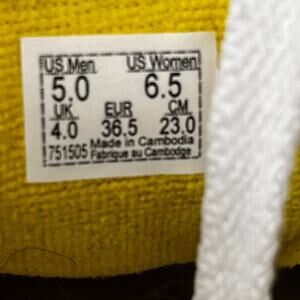 US Men US Women
5.0 6.5
UK EUR CM
4.0 36.5 23.0
751505 Made in Cambodia
Fabrique au Cambodge